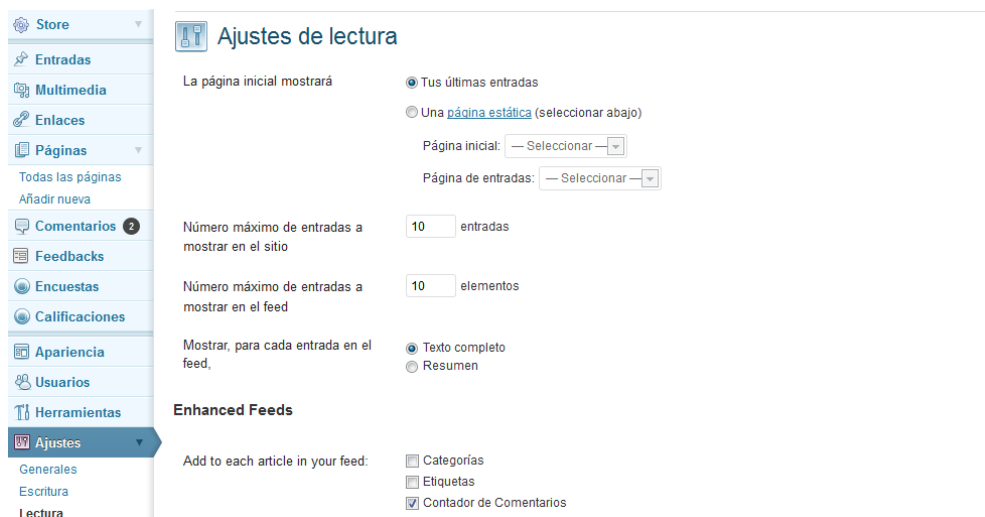 Store
Entradas
Multimedia
Enlaces
Páginas
Todas las páginas
Añadir nueva
Comentarios 2
Feedbacks
Encuestas
Calificaciones
Apariencia
Usuarios
Herramientas
Ajustes
Generales
Escritura
Lectura
Ajustes de lectura
La página inicial mostrará
Tus últimas entradas
Una página estática (seleccionar abajo)
Página inicial: — Seleccionar —
Página de entradas: — Seleccionar —
Número máximo de entradas a
mostrar en el sitio
10 entradas
Número máximo de entradas a
mostrar en el feed
10 elementos
Mostrar, para cada entrada en el
feed,
Texto completo
Resumen
Enhanced Feeds
Add to each article in your feed:
Categorías
Etiquetas
Contador de Comentarios